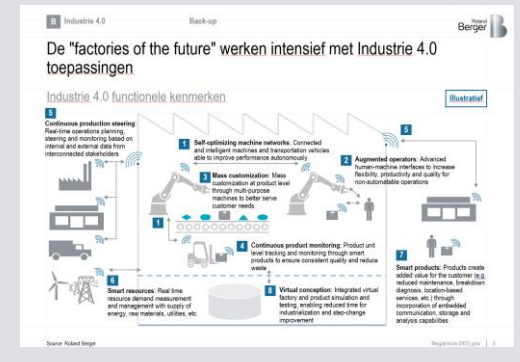 B Industrie 4.0 Back-up
Roland
Berger
De "factories of the future" werken intensief met Industrie 4.0
toepassingen
Industrie 4.0 functionele kenmerken
Illustratief
5
Continuous production steering:
Real-time operations planning,
steering and monitoring based on
internal and external data from
interconnected stakeholders
1 Self-optimizing machine networks: Connected
and intelligent machines and transportation vehicles
able to improve performance autonomously
5
2 Augmented operators: Advanced
human-machine interfaces to increase
flexibility, productivity and quality for
non-automatable operations
3 Mass customization: Mass
customization at product level
through multi-purpose
machines to better serve
customer needs
1
4 Continuous product monitoring: Product unit
level tracking and monitoring through smart
products to ensure consistent quality and reduce
waste
7
Smart products: Products create
added value for the customer (e.g.
reduced maintenance, breakdown
diagnosis, location-based
services, etc.) through
incorporation of embedded
communication, storage and
analysis capabilities
6
Smart resources: Real time
resource demand measurement
and management with supply of
energy, raw materials, utilities, etc.
8 Virtual conception: Integrated virtual
factory and product simulation and
testing, enabling reduced time for
industrialization and step-change
improvement
Source: Roland Berger
Megatrends (002).pptx | 3